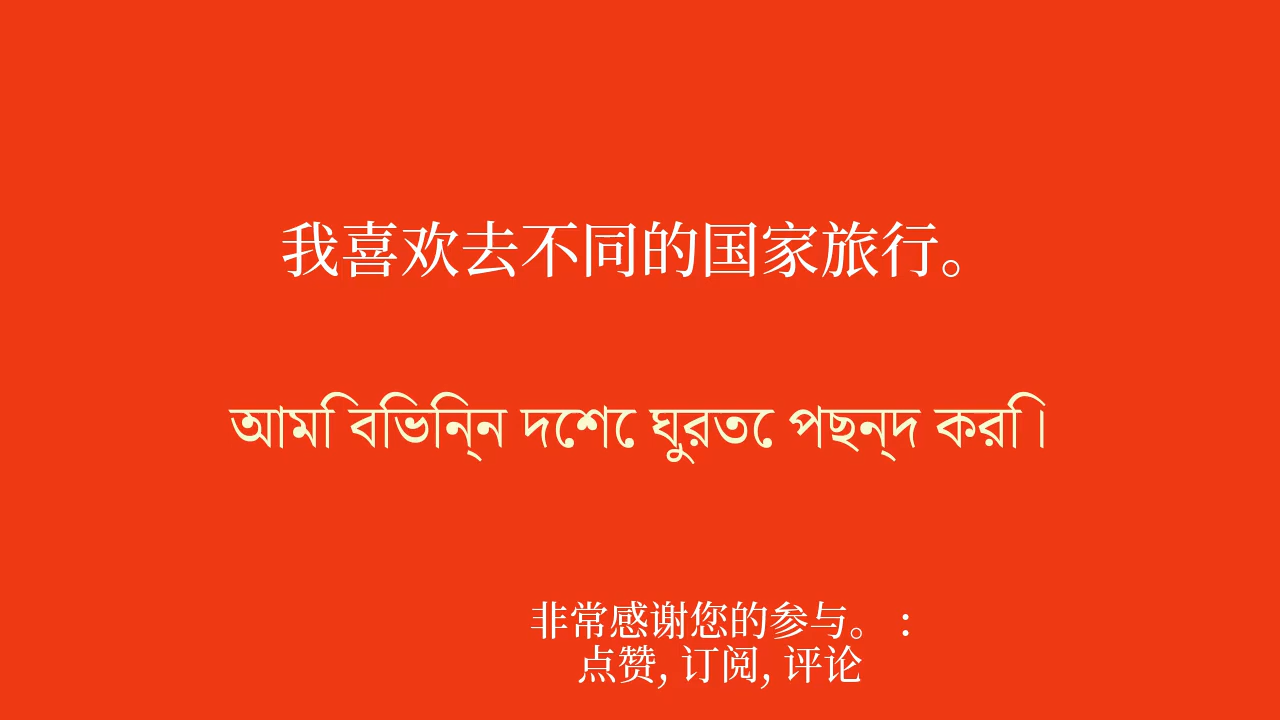 我喜欢去不同的国家旅行。
আমি বিভিন্ন দেশে ঘুরতে পছন্দ করি।
非常感谢您的参与。 :
点赞, 订阅, 评论